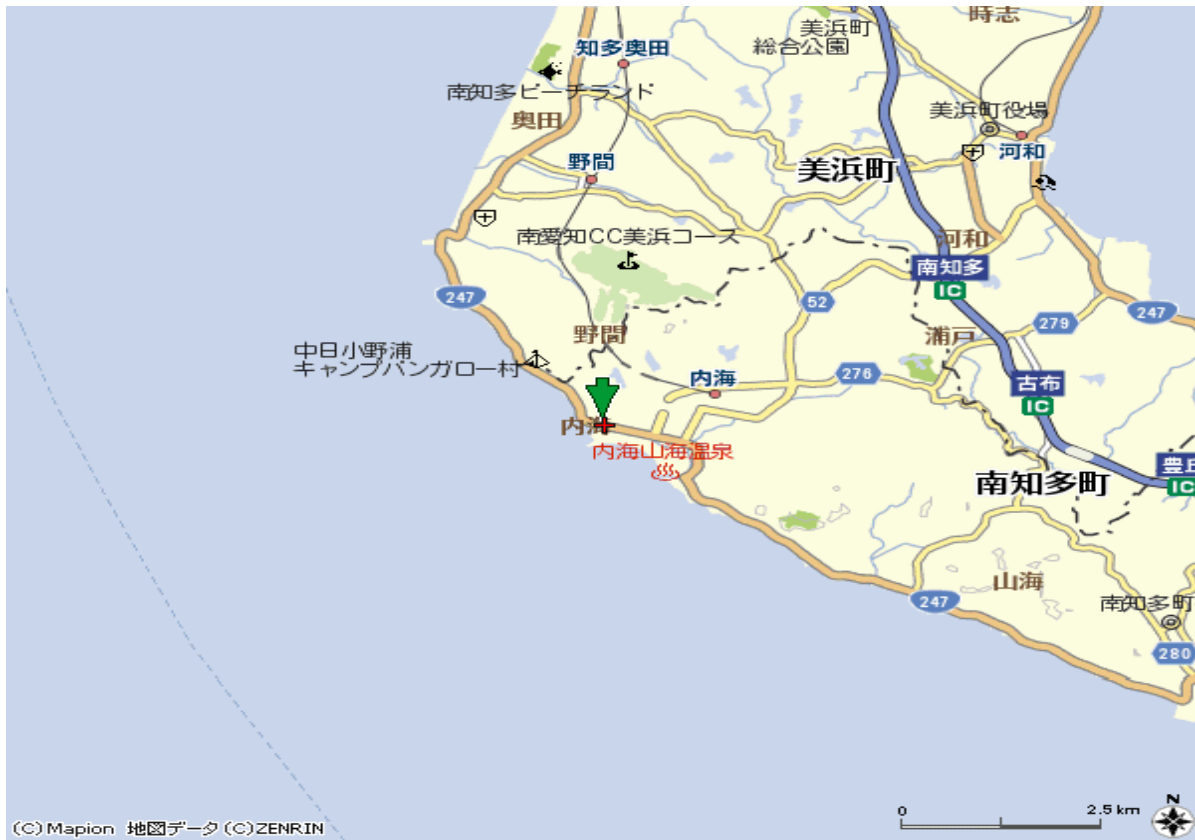 時志
美浜町
総合公園
知多奥田
南知多ビーチランド
奥田
美浜町役場
河和
野間
美浜町
南愛知CC美浜コース
河和
南知多
IC
247
52
279
247
野間
浦戸
中日小野浦
キャンプバンガロー村
内海
276
古布
IC
内海
内海山海温泉
豊丘
IC
南知多町
山海
247
南知多町
280
0
2.5km
N
(C)Mapion 地図データ(C)ZENRIN